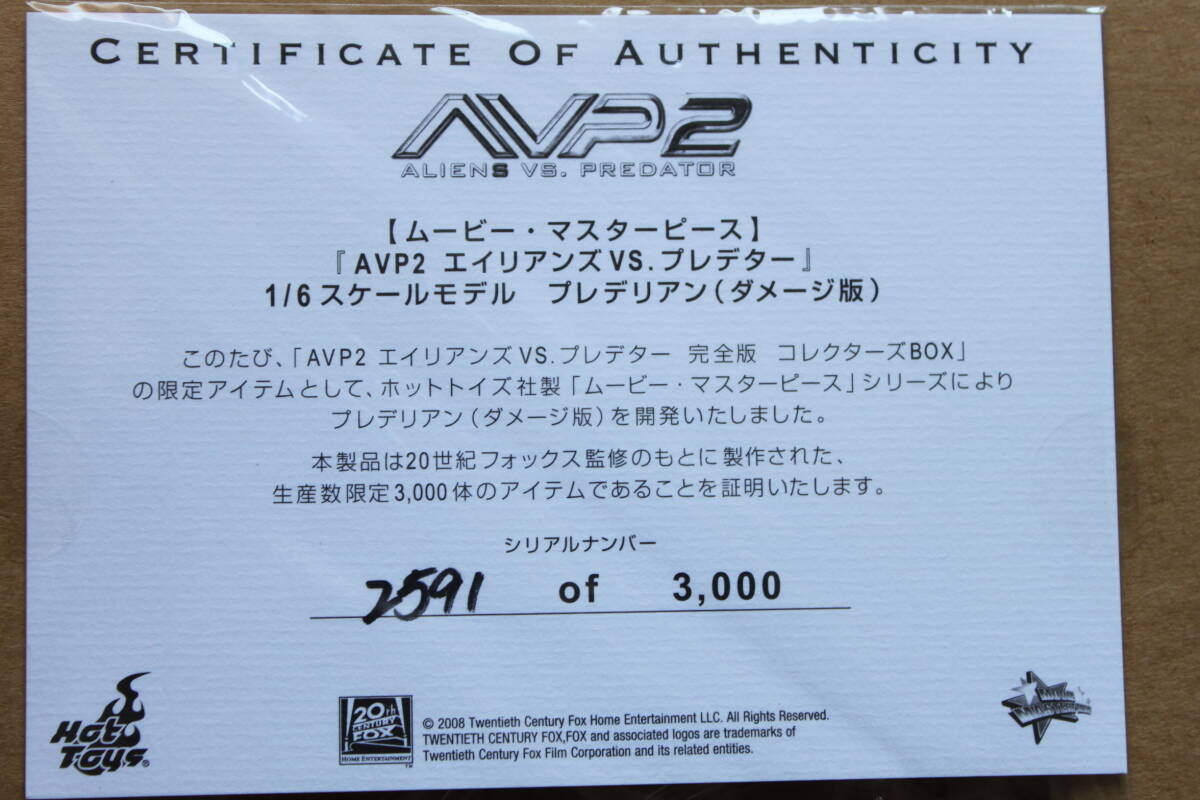 CERTIFICATE OF AUTHENTICITY
AVP2
ALIENS VS. PREDATOR
【ムービー・マスターピース】
『AVP2 エイリアンズVS.プレデター』
1/6スケールモデル プレデリアン(ダメージ版)
このたび、「AVP2 エイリアンズVS.プレデター 完全版 コレクターズBOX」
の限定アイテムとして、ホットトイズ社製「ムービー・マスターピース」シリーズにより
プレデリアン(ダメージ版)を開発いたしました。
本製品は20世紀フォックス監修のもとに製作された、
生産数限定3,000体のアイテムであることを証明いたします。
シリアルナンバー
2591 of 3,000
Hot
Toys®
20th
CENTURY
FOX
HOME ENTERTAINMENT
™
© 2008 Twentieth Century Fox Home Entertainment LLC. All Rights Reserved.
TWENTIETH CENTURY FOX,FOX and associated logos are trademarks of
Twentieth Century Fox Film Corporation and its related entities.